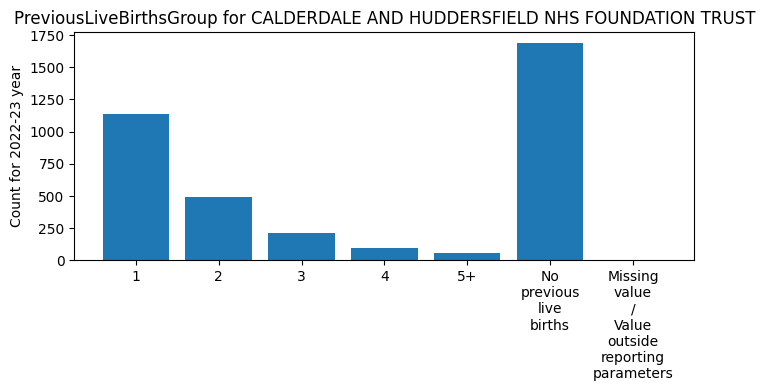 PreviousLiveBirthsGroup for CALDERDALE AND HUDDERSFIELD NHS FOUNDATION TRUST
Count for 2022-23 year
1750
1500
1250
1000
750
500
250
0
1
2
3
4
5+
No
previous
live
births
Missing
value
/
Value
outside
reporting
parameters